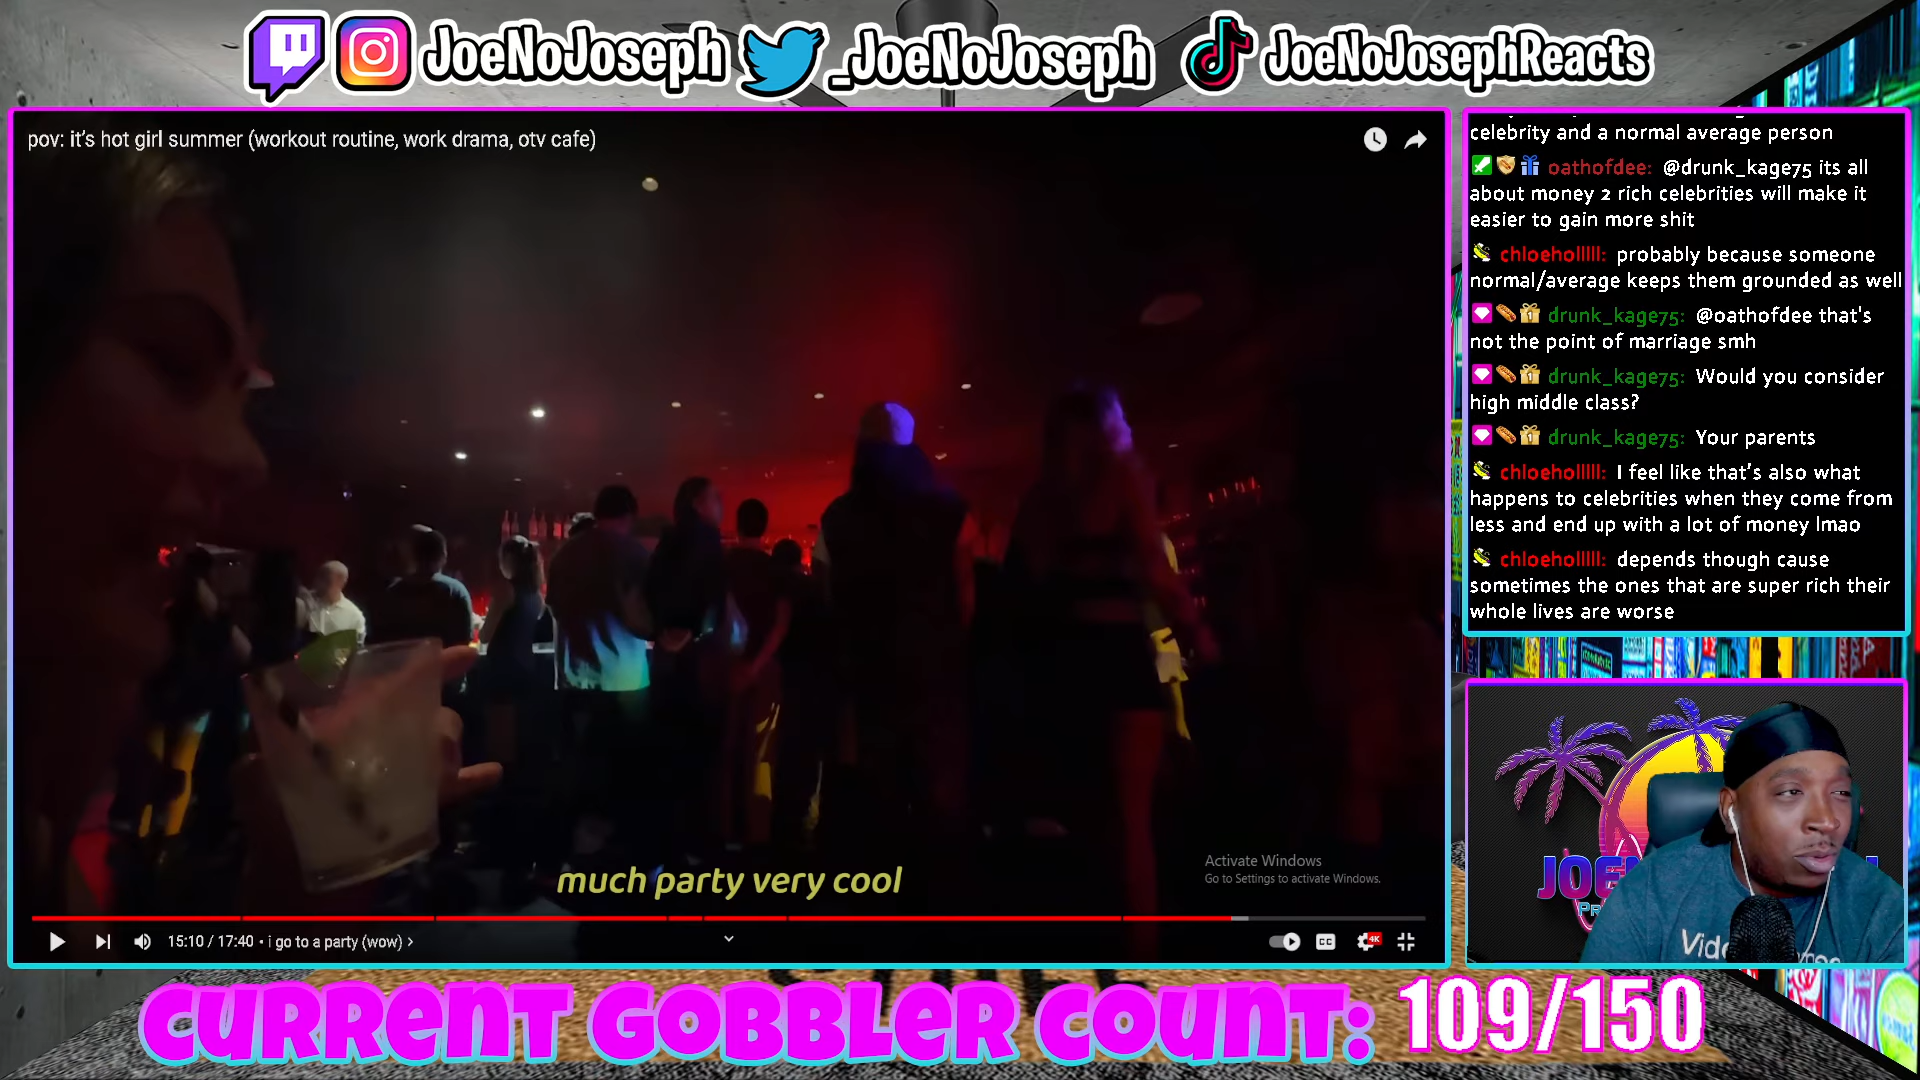 JoeNoJoseph _JoeNoJoseph JoeNoJosephReacts
pov: it's hot girl summer (workout routine, work drama, otv cafe)
much party very cool
Activate Windows
Go to Settings to activate Windows.
15:10 / 17:40 • i go to a party (wow) ›
CC
4K
celebrity and a normal average person
oathofdee: @drunk_kage75 its all
about money 2 rich celebrities will make it
easier to gain more shit
chloeholllll: probably because someone
normal/average keeps them grounded as well
drunk_kage75: @oathofdee that's
not the point of marriage smh
drunk_kage75: Would you consider
high middle class?
drunk_kage75: Your parents
chloeholllll: I feel like that's also what
happens to celebrities when they come from
less and end up with a lot of money lmao
chloeholllll: depends though cause
sometimes the ones that are super rich their
whole lives are worse
CURRENT GOBBLER COUNT: 109/150